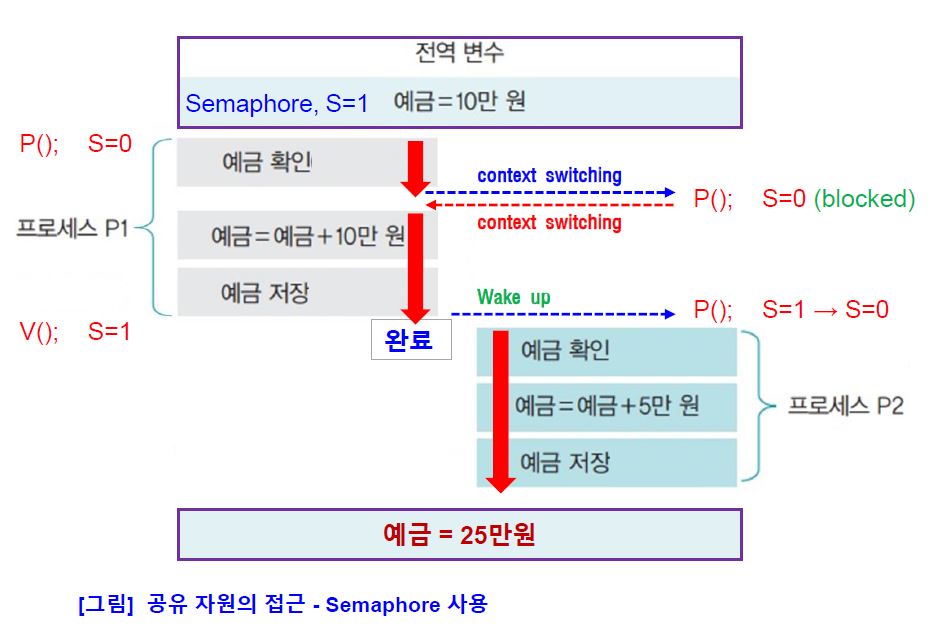 전역 변수
Semaphore, S=1 예금=10만 원
P(); S=0
예금 확인
context switching
P(); S=0 (blocked)
context switching
프로세스 P1
예금=예금+10만 원
예금 저장
Wake up
P(); S=1 → S=0
V(); S=1
완료
예금 확인
예금=예금+5만 원
프로세스 P2
예금 저장
예금 = 25만원
[그림] 공유 자원의 접근 - Semaphore 사용